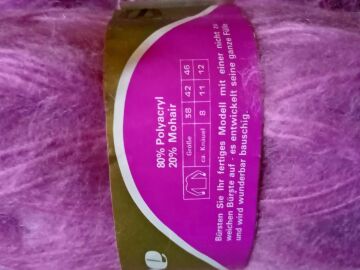 80% Polyacryl
20% Mohair
Größe 38 42 46
ca. Knäuel 8 11 12
Bürsten Sie Ihr fertiges Modell mit einer nicht zu
weichen Bürste auf - es entwickelt seine ganze Fülle
und wird wunderbar bauschig.